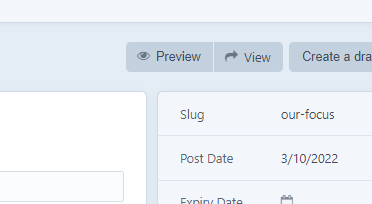 Preview View Create a dra
Slug our-focus
Post Date 3/10/2022
Expiry Date